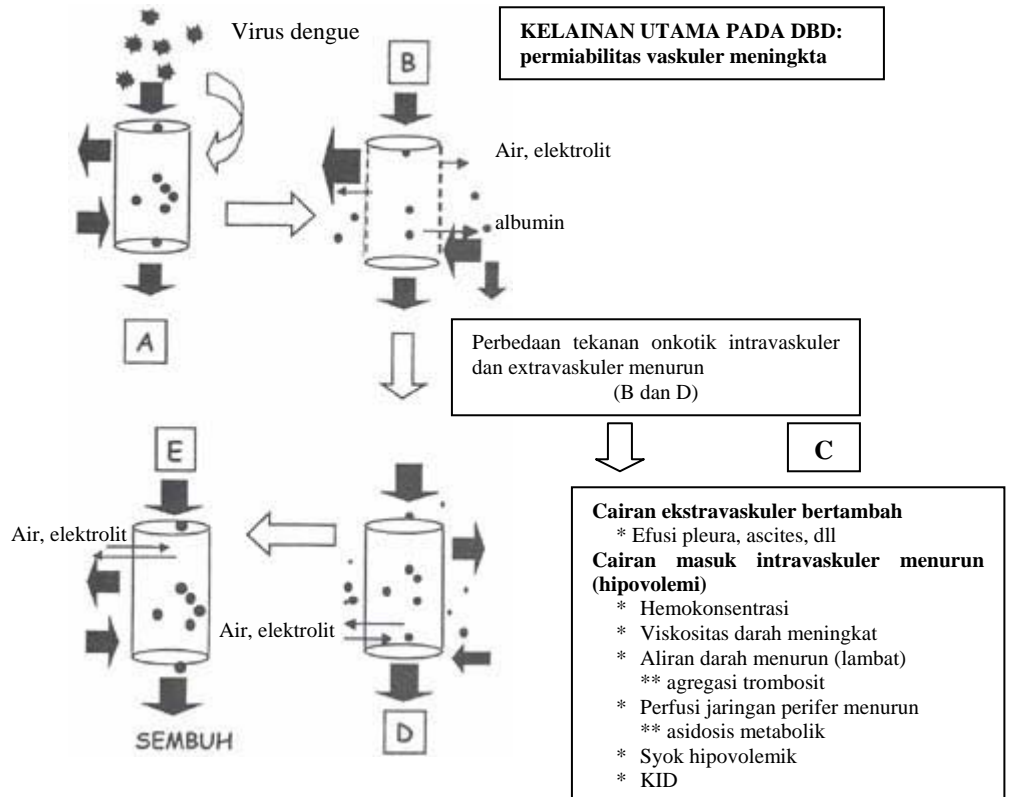 Virus dengue
KELAINAN UTAMA PADA DBD:
permiabilitas vaskuler meningkta
B
Air, elektrolit
albumin
A
Perbedaan tekanan onkotik intravaskuler
dan extravaskuler menurun
(B dan D)
C
E
Air, elektrolit
Air, elektrolit
SEMBUH
D
Cairan ekstravaskuler bertambah
* Efusi pleura, ascites, dll
Cairan masuk intravaskuler menurun
(hipovolemi)
* Hemokonsentrasi
* Viskositas darah meningkat
* Aliran darah menurun (lambat)
** agregasi trombosit
* Perfusi jaringan perifer menurun
** asidosis metabolik
* Syok hipovolemik
* KID